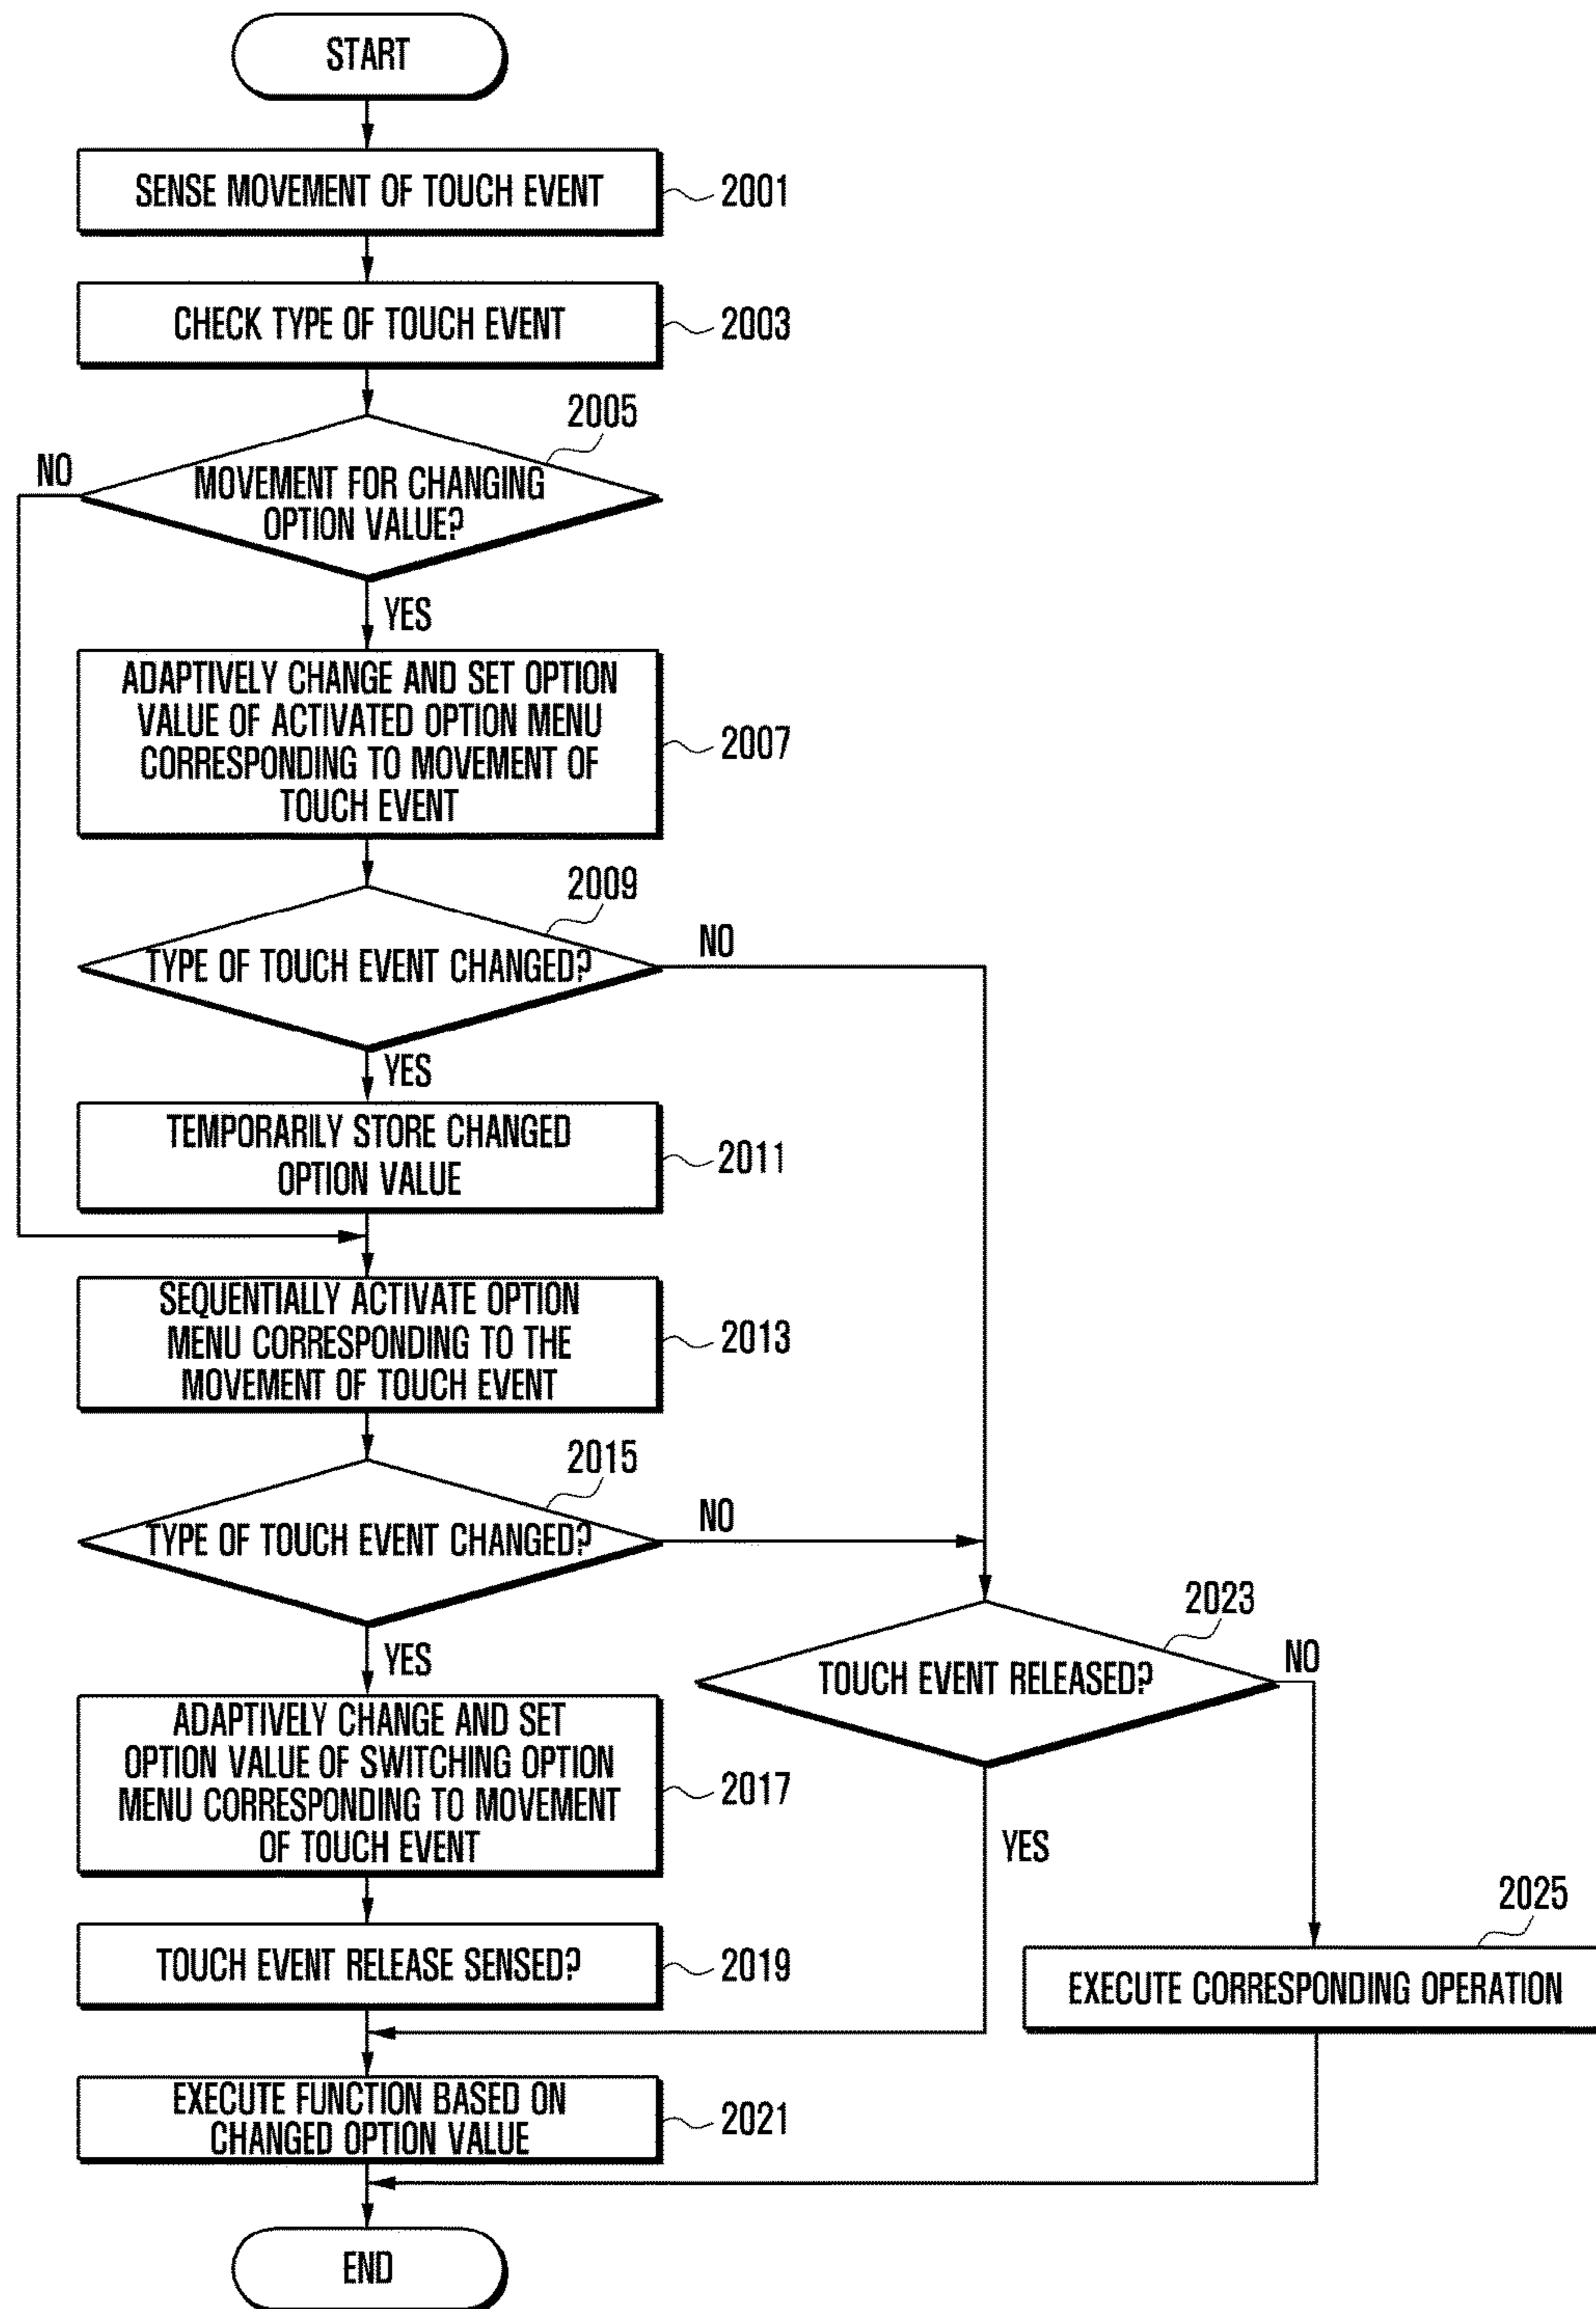 START
SENSE MOVEMENT OF TOUCH EVENT
2001
CHECK TYPE OF TOUCH EVENT
2003
2005
NO
MOVEMENT FOR CHANGING
OPTION VALUE?
YES
ADAPTIVELY CHANGE AND SET OPTION
VALUE OF ACTIVATED OPTION MENU
CORRESPONDING TO MOVEMENT OF
TOUCH EVENT
2007
2009
TYPE OF TOUCH EVENT CHANGED?
NO
YES
TEMPORARILY STORE CHANGED
OPTION VALUE
2011
SEQUENTIALLY ACTIVATE OPTION
MENU CORRESPONDING TO THE
MOVEMENT OF TOUCH EVENT
2013
2015
TYPE OF TOUCH EVENT CHANGED?
NO
YES
2023
TOUCH EVENT RELEASED?
NO
YES
ADAPTIVELY CHANGE AND SET
OPTION VALUE OF SWITCHING OPTION
MENU CORRESPONDING TO MOVEMENT
OF TOUCH EVENT
2017
TOUCH EVENT RELEASE SENSED?
2019
2025
EXECUTE CORRESPONDING OPERATION
EXECUTE FUNCTION BASED ON
CHANGED OPTION VALUE
2021
END